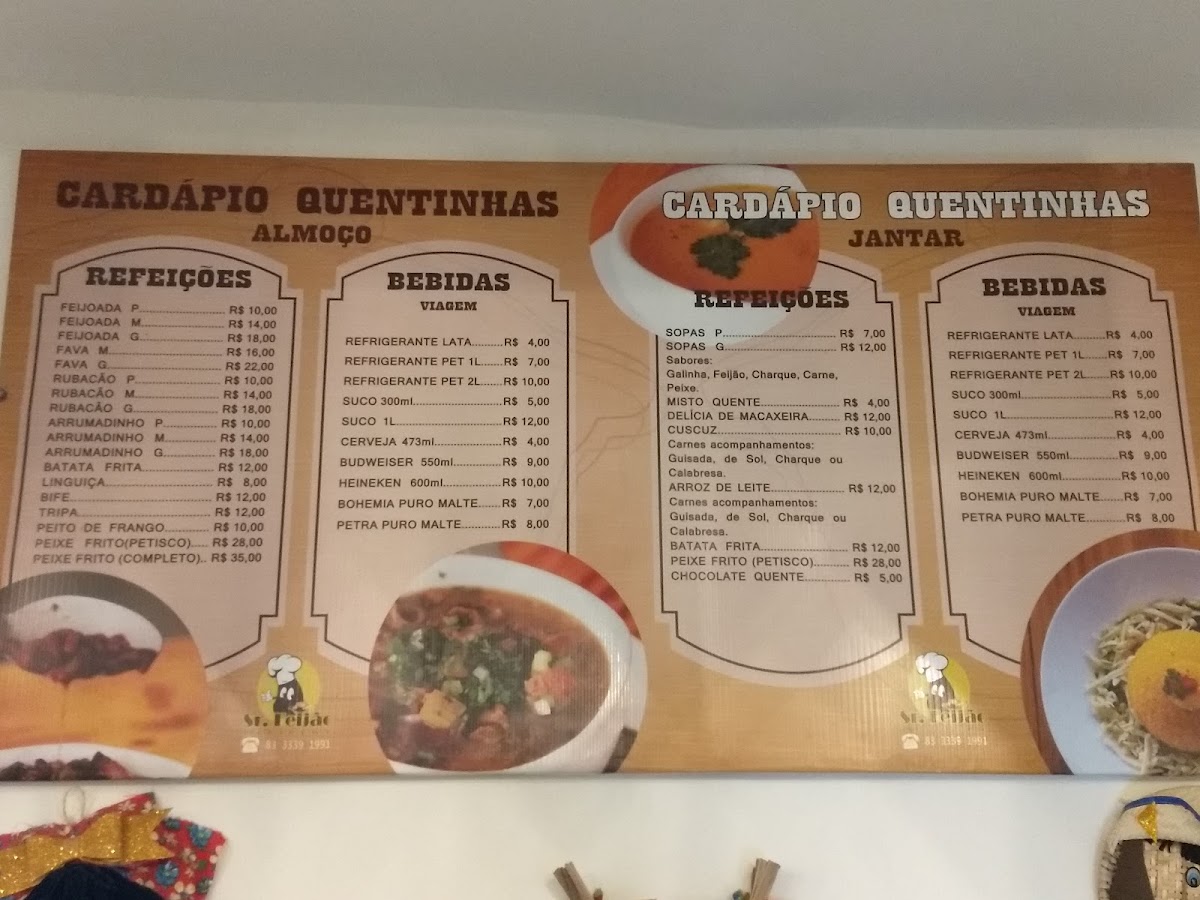 CARDÁPIO QUENTINHAS
ALMOÇO
REFEIÇÕES
FEIJOADA P........................ R$ 10,00
FEIJOADA M........................ R$ 14,00
FEIJOADA G........................ R$ 18,00
FAVA M........................ R$ 16,00
FAVA G........................ R$ 22,00
RUBACÃO P........................ R$ 10,00
RUBACÃO M........................ R$ 14,00
RUBACÃO G........................ R$ 18,00
ARRUMADINHO P............... R$ 10,00
ARRUMADINHO M............... R$ 14,00
ARRUMADINHO G............... R$ 18,00
BATATA FRITA.................. R$ 12,00
LINGUIÇA........................ R$ 8,00
BIFE........................ R$ 12,00
TRIPA........................ R$ 12,00
PEITO DE FRANGO............ R$ 10,00
PEIXE FRITO(PETISCO)..... R$ 28,00
PEIXE FRITO (COMPLETO).. R$ 35,00
BEBIDAS
VIAGEM
REFRIGERANTE LATA.........R$ 4,00
REFRIGERANTE PET 1L.......R$ 7,00
REFRIGERANTE PET 2L......R$ 10,00
SUCO 300ml........................R$ 5,00
SUCO 1L........................R$ 12,00
CERVEJA 473ml..................R$ 4,00
BUDWEISER 550ml..............R$ 9,00
HEINEKEN 600ml...............R$ 10,00
BOHEMIA PURO MALTE.......R$ 7,00
PETRA PURO MALTE..........R$ 8,00
Sr. Feijão
83 3339 1991
CARDÁPIO QUENTINHAS
JANTAR
REFEIÇÕES
SOPAS P........................ R$ 7,00
SOPAS G........................ R$ 12,00
Sabores:
Galinha, Feijão, Charque, Carne,
Peixe.
MISTO QUENTE.................. R$ 4,00
DELÍCIA DE MACAXEIRA........ R$ 12,00
CUSCUZ........................ R$ 10,00
Carnes acompanhamentos:
Guisada, de Sol, Charque ou
Calabresa.
ARROZ DE LEITE................ R$ 12,00
Carnes acompanhamentos:
Guisada, de Sol, Charque ou
Calabresa.
BATATA FRITA.................. R$ 12,00
PEIXE FRITO (PETISCO)......... R$ 28,00
CHOCOLATE QUENTE............ R$ 5,00
BEBIDAS
VIAGEM
REFRIGERANTE LATA.........R$ 4,00
REFRIGERANTE PET 1L.......R$ 7,00
REFRIGERANTE PET 2L......R$ 10,00
SUCO 300ml........................R$ 5,00
SUCO 1L........................R$ 12,00
CERVEJA 473ml..................R$ 4,00
BUDWEISER 550ml..............R$ 9,00
HEINEKEN 600ml...............R$ 10,00
BOHEMIA PURO MALTE.......R$ 7,00
PETRA PURO MALTE..........R$ 8,00
Sr. Feijão
83 3339 1991